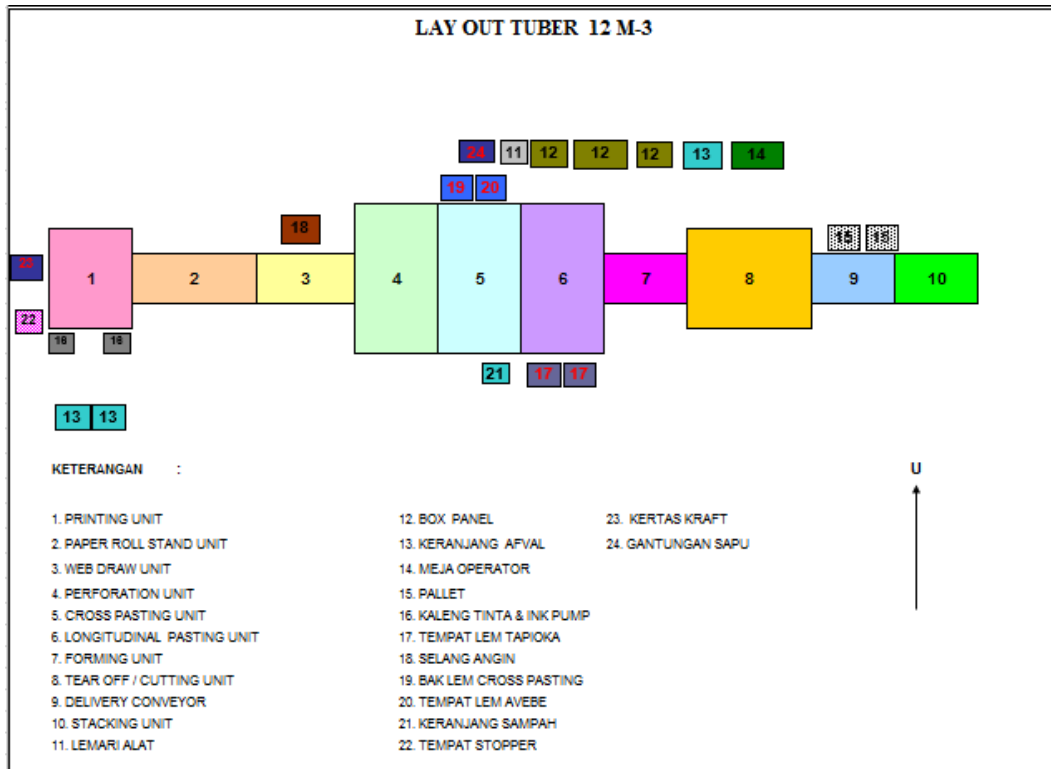 LAY OUT TUBER 12 M-3
24 11 12 12 12 13 14
19 20
18 15 15
23 1 2 3 4 5 6 7 8 9 10
22
16 16
21 17 17
13 13
KETERANGAN :
U
1. PRINTING UNIT
2. PAPER ROLL STAND UNIT
3. WEB DRAW UNIT
4. PERFORATION UNIT
5. CROSS PASTING UNIT
6. LONGITUDINAL PASTING UNIT
7. FORMING UNIT
8. TEAR OFF / CUTTING UNIT
9. DELIVERY CONVEYOR
10. STACKING UNIT
11. LEMARI ALAT
12. BOX PANEL
13. KERANJANG AFVAL
14. MEJA OPERATOR
15. PALLET
16. KALENG TINTA & INK PUMP
17. TEMPAT LEM TAPIOKA
18. SELANG ANGIN
19. BAK LEM CROSS PASTING
20. TEMPAT LEM AVEBE
21. KERANJANG SAMPAH
22. TEMPAT STOPPER
23. KERTAS KRAFT
24. GANTUNGAN SAPU